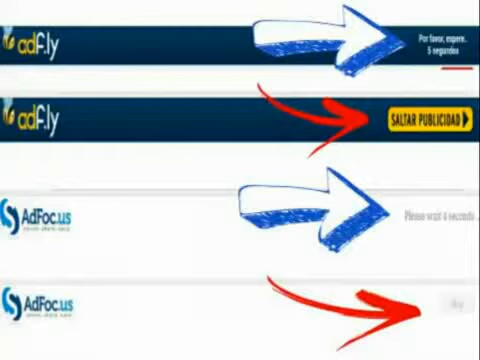 adf.ly
Por favor, espere.
5 segundos
adf.ly
SALTAR PUBLICIDAD
AdFoc.us
Please wait 4 seconds
AdFoc.us